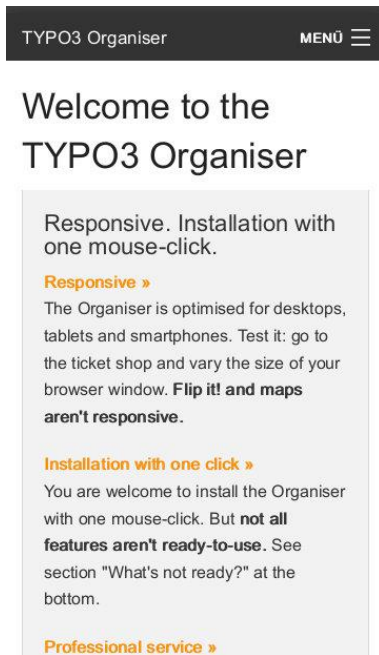 TYPO3 Organiser MENÜ
Welcome to the
TYPO3 Organiser
Responsive. Installation with
one mouse-click.
Responsive »
The Organiser is optimised for desktops,
tablets and smartphones. Test it: go to
the ticket shop and vary the size of your
browser window. Flip it! and maps
aren't responsive.
Installation with one click »
You are welcome to install the Organiser
with one mouse-click. But not all
features aren't ready-to-use. See
section "What's not ready?" at the
bottom.
Professional service »